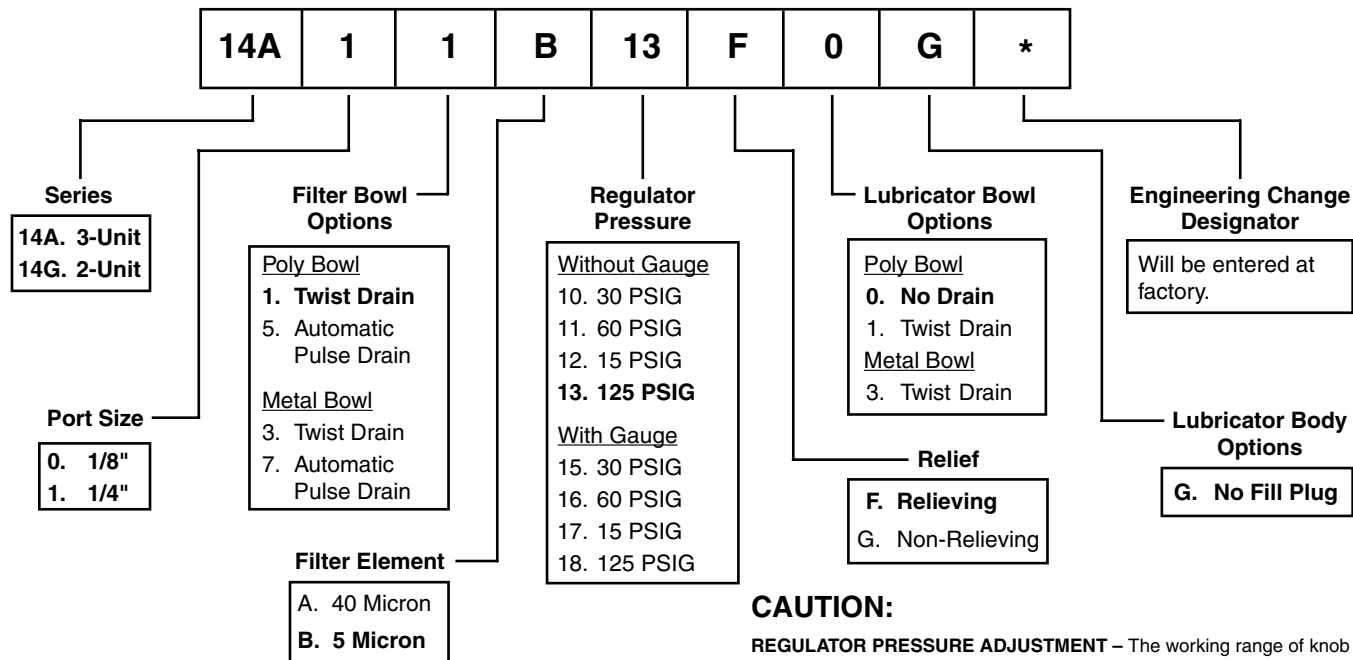 14A 1 1 B 13 F 0 G *
Series
14A. 3-Unit
14G. 2-Unit
Port Size
0. 1/8"
1. 1/4"
Filter Bowl
Options
Poly Bowl
1. Twist Drain
5. Automatic
Pulse Drain
Metal Bowl
3. Twist Drain
7. Automatic
Pulse Drain
Filter Element
A. 40 Micron
B. 5 Micron
Regulator
Pressure
Without Gauge
10. 30 PSIG
11. 60 PSIG
12. 15 PSIG
13. 125 PSIG
With Gauge
15. 30 PSIG
16. 60 PSIG
17. 15 PSIG
18. 125 PSIG
Lubricator Bowl
Options
Poly Bowl
0. No Drain
1. Twist Drain
Metal Bowl
3. Twist Drain
Relief
F. Relieving
G. Non-Relieving
Engineering Change
Designator
Will be entered at
factory.
Lubricator Body
Options
G. No Fill Plug
CAUTION:
REGULATOR PRESSURE ADJUSTMENT – The working range of knob